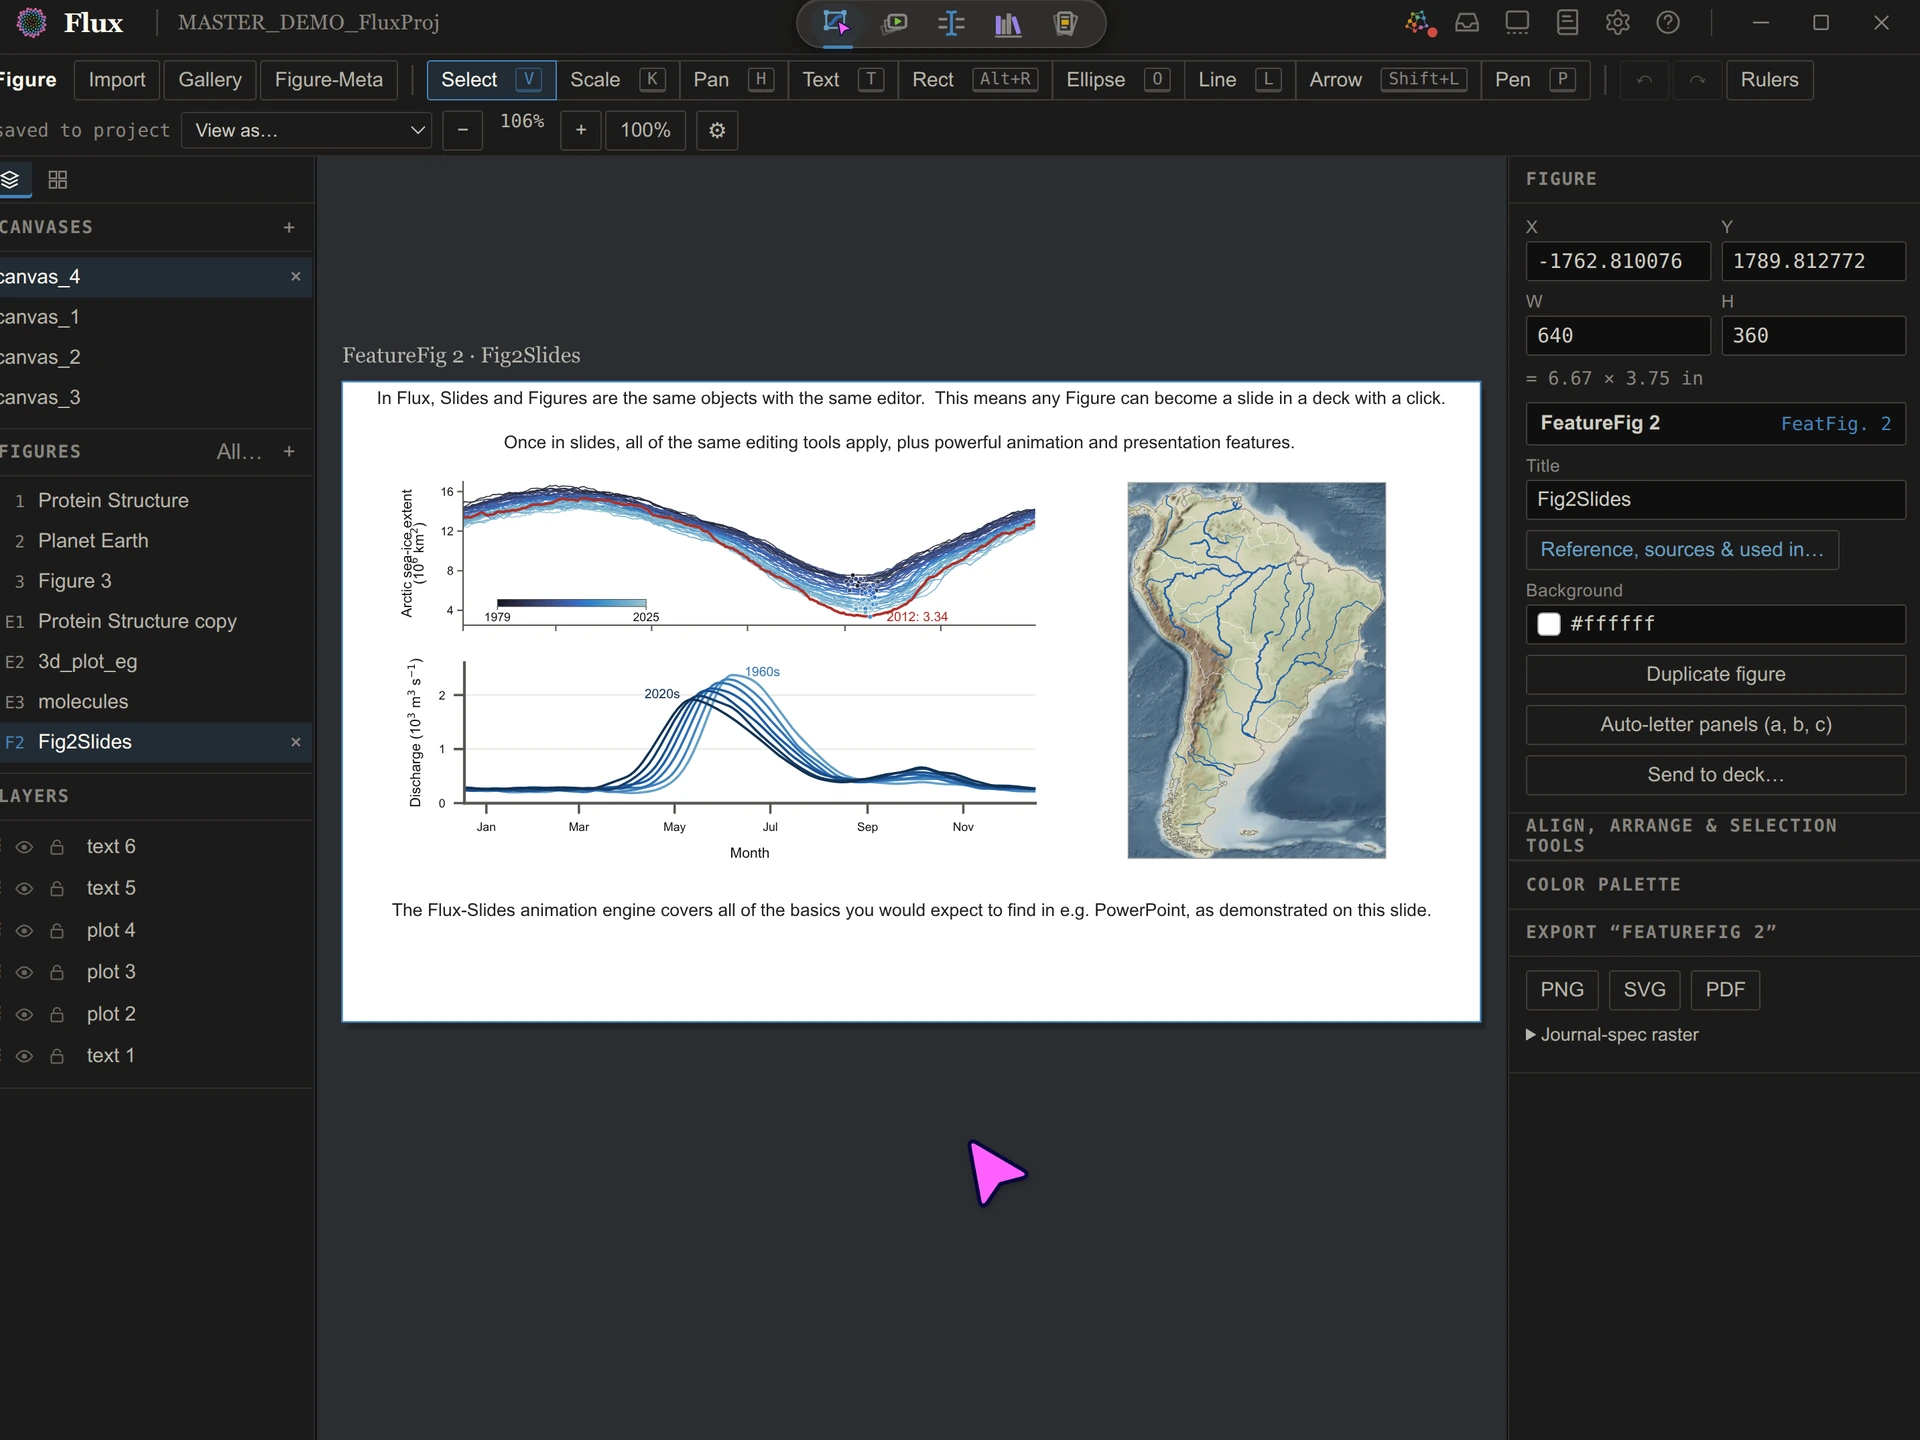 Flux
MASTER_DEMO_FluxProj
Figure
Import
Gallery
Figure-Meta
Select V
Scale K
Pan H
Text T
Rect Alt+R
Ellipse O
Line L
Arrow Shift+L
Pen P
Rulers
saved to project
View as...
−
106%
+
100%
CANVASES +
canvas_4 ×
canvas_1
canvas_2
canvas_3
FIGURES All... +
1 Protein Structure
2 Planet Earth
3 Figure 3
E1 Protein Structure copy
E2 3d_plot_eg
E3 molecules
F2 Fig2Slides ×
LAYERS
text 6
text 5
plot 4
plot 3
plot 2
text 1
FeatureFig 2 · Fig2Slides
In Flux, Slides and Figures are the same objects with the same editor. This means any Figure can become a slide in a deck with a click.
Once in slides, all of the same editing tools apply, plus powerful animation and presentation features.
Arctic sea-ice extent
(10⁶ km²)
16
12
8
4
1979
2025
2012: 3.34
Discharge (10³ m³ s⁻¹)
2
1
0
2020s
1960s
Jan
Mar
May
Jul
Sep
Nov
Month
The Flux-Slides animation engine covers all of the basics you would expect to find in e.g. PowerPoint, as demonstrated on this slide.
FIGURE
X
Y
-1762.810076
1789.812772
W
H
640
360
= 6.67 × 3.75 in
FeatureFig 2
FeatFig. 2
Title
Fig2Slides
Reference, sources & used in...
Background
#ffffff
Duplicate figure
Auto-letter panels (a, b, c)
Send to deck...
ALIGN, ARRANGE & SELECTION
TOOLS
COLOR PALETTE
EXPORT “FEATUREFIG 2”
PNG
SVG
PDF
Journal-spec raster